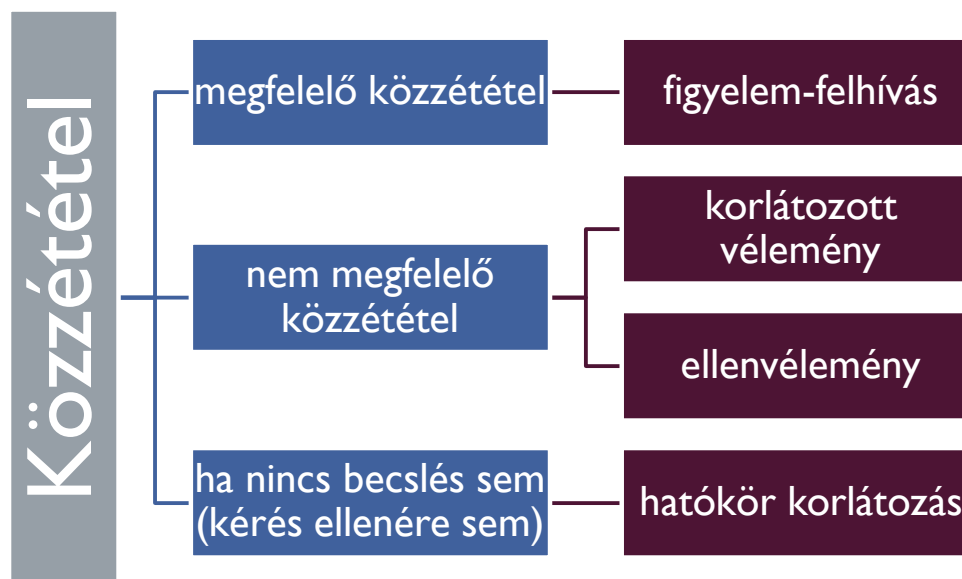 Közzététel
megfelelő közzététel
figyelem-felhívás
nem megfelelő
közzététel
korlátozott
vélemény
ellenvélemény
ha nincs becslés sem
(kérés ellenére sem)
hatókör korlátozás